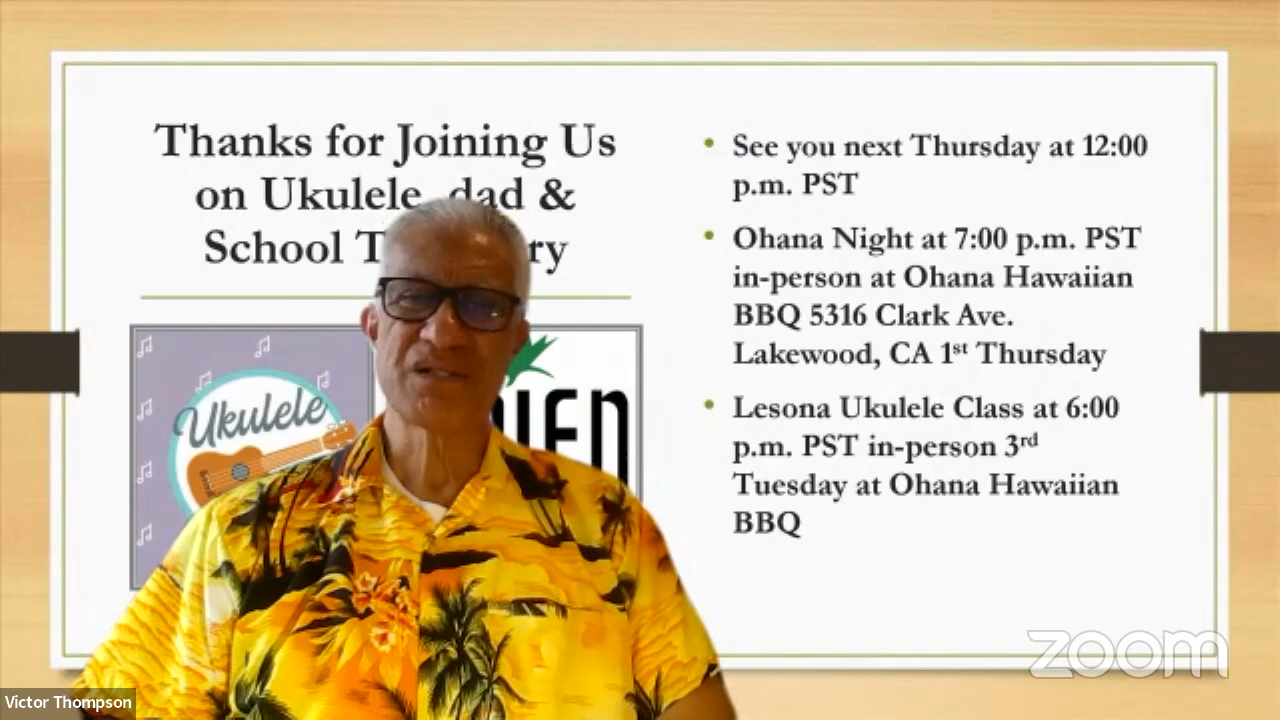 Thanks for Joining Us
on Ukulele, dad &
School T ry
Ukulele
See you next Thursday at 12:00
p.m. PST
Ohana Night at 7:00 p.m. PST
in-person at Ohana Hawaiian
BBQ 5316 Clark Ave.
Lakewood, CA 1st Thursday
Lesona Ukulele Class at 6:00
p.m. PST in-person 3rd
Tuesday at Ohana Hawaiian
BBQ
zoom
Victor Thompson